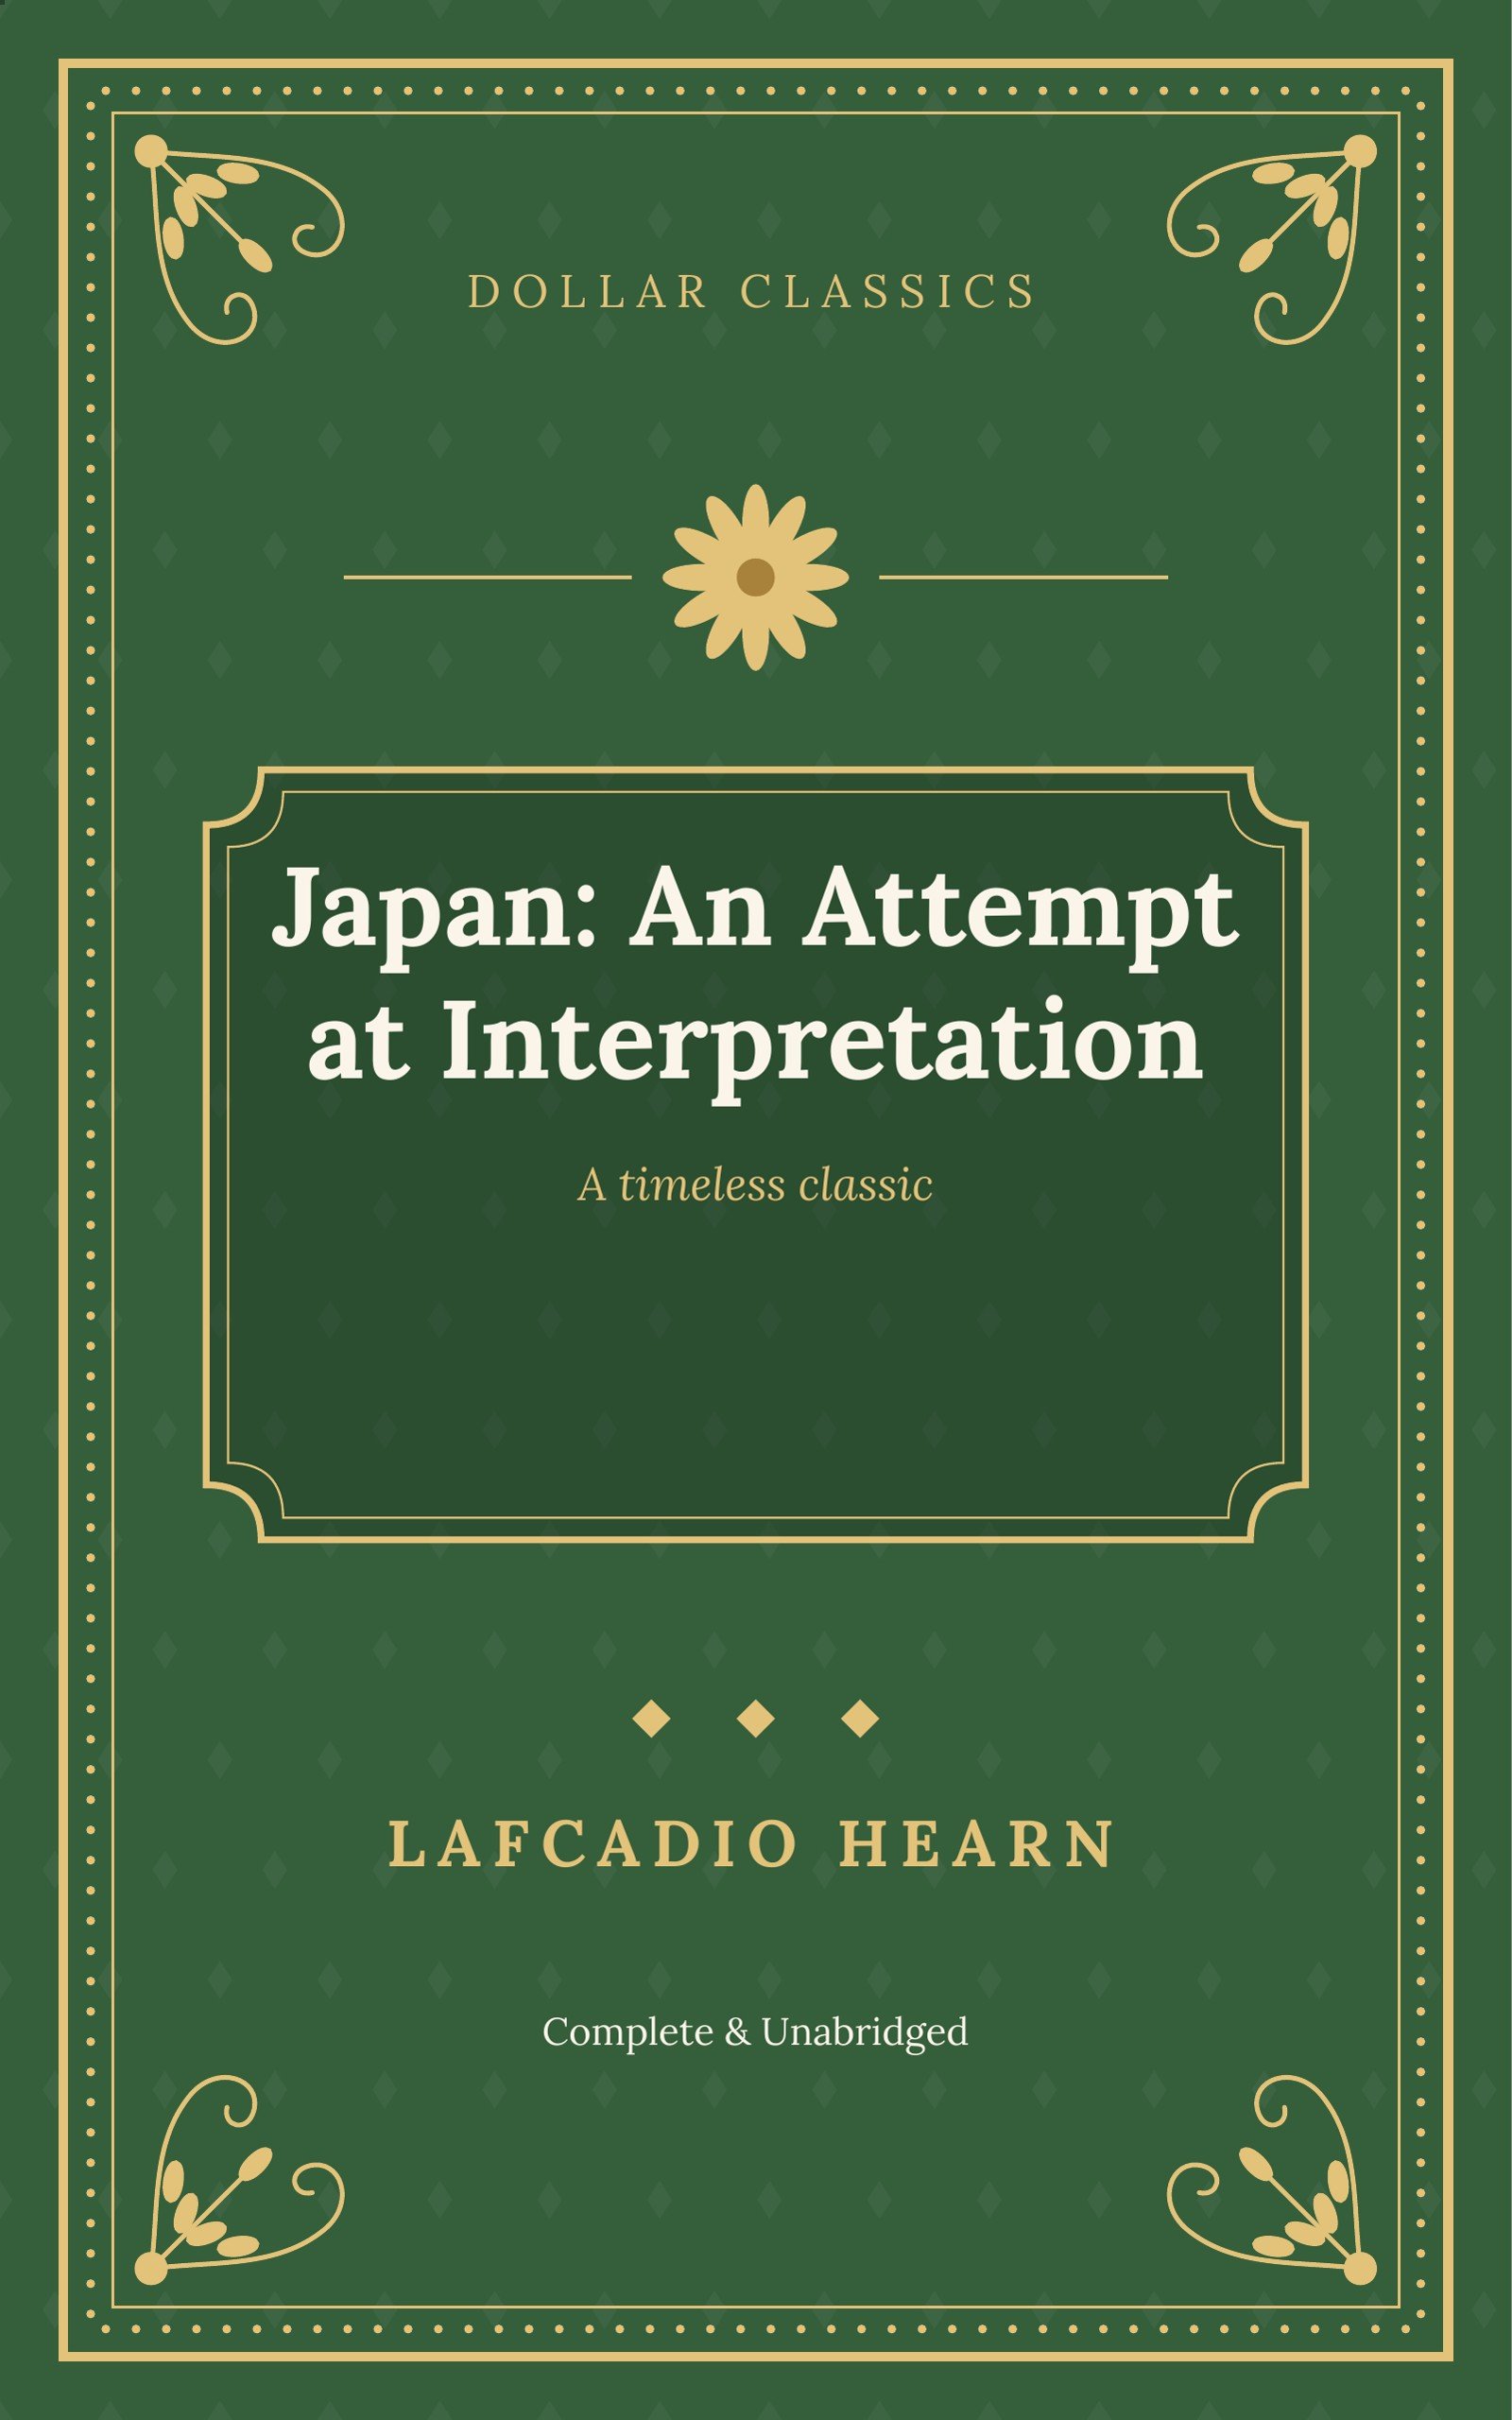 DOLLAR CLASSICS
Japan: An Attempt
at Interpretation
A timeless classic
LAFCADIO HEARN
Complete & Unabridged